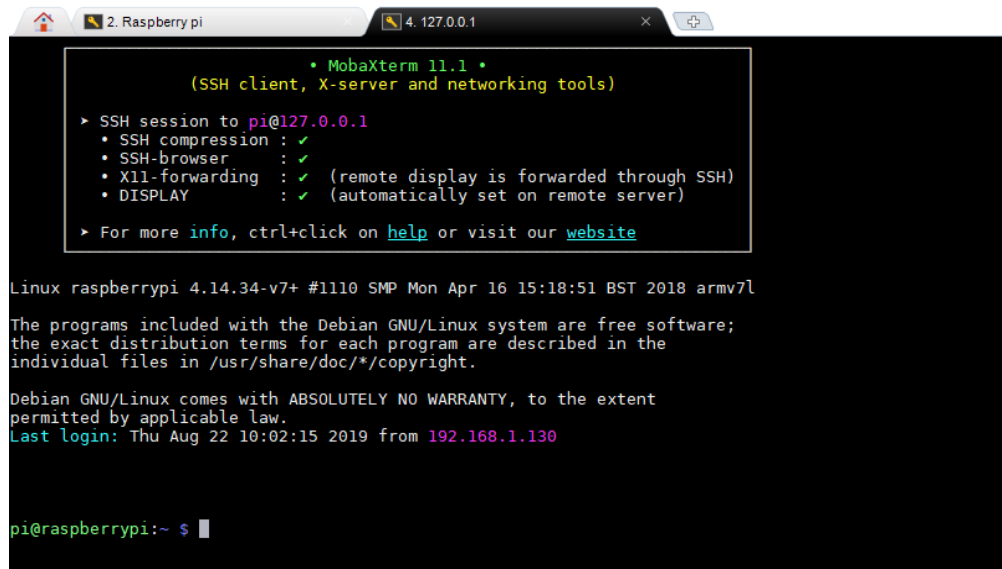 2. Raspberry pi
4. 127.0.0.1
• MobaXterm 11.1 •
(SSH client, X-server and networking tools)
➤ SSH session to pi@127.0.0.1
• SSH compression : ✔
• SSH-browser : ✔
• X11-forwarding : ✔ (remote display is forwarded through SSH)
• DISPLAY : ✔ (automatically set on remote server)
➤ For more info, ctrl+click on help or visit our website
Linux raspberrypi 4.14.34-v7+ #1110 SMP Mon Apr 16 15:18:51 BST 2018 armv7l
The programs included with the Debian GNU/Linux system are free software;
the exact distribution terms for each program are described in the
individual files in /usr/share/doc/*/copyright.
Debian GNU/Linux comes with ABSOLUTELY NO WARRANTY, to the extent
permitted by applicable law.
Last login: Thu Aug 22 10:02:15 2019 from 192.168.1.130
pi@raspberrypi:~ $